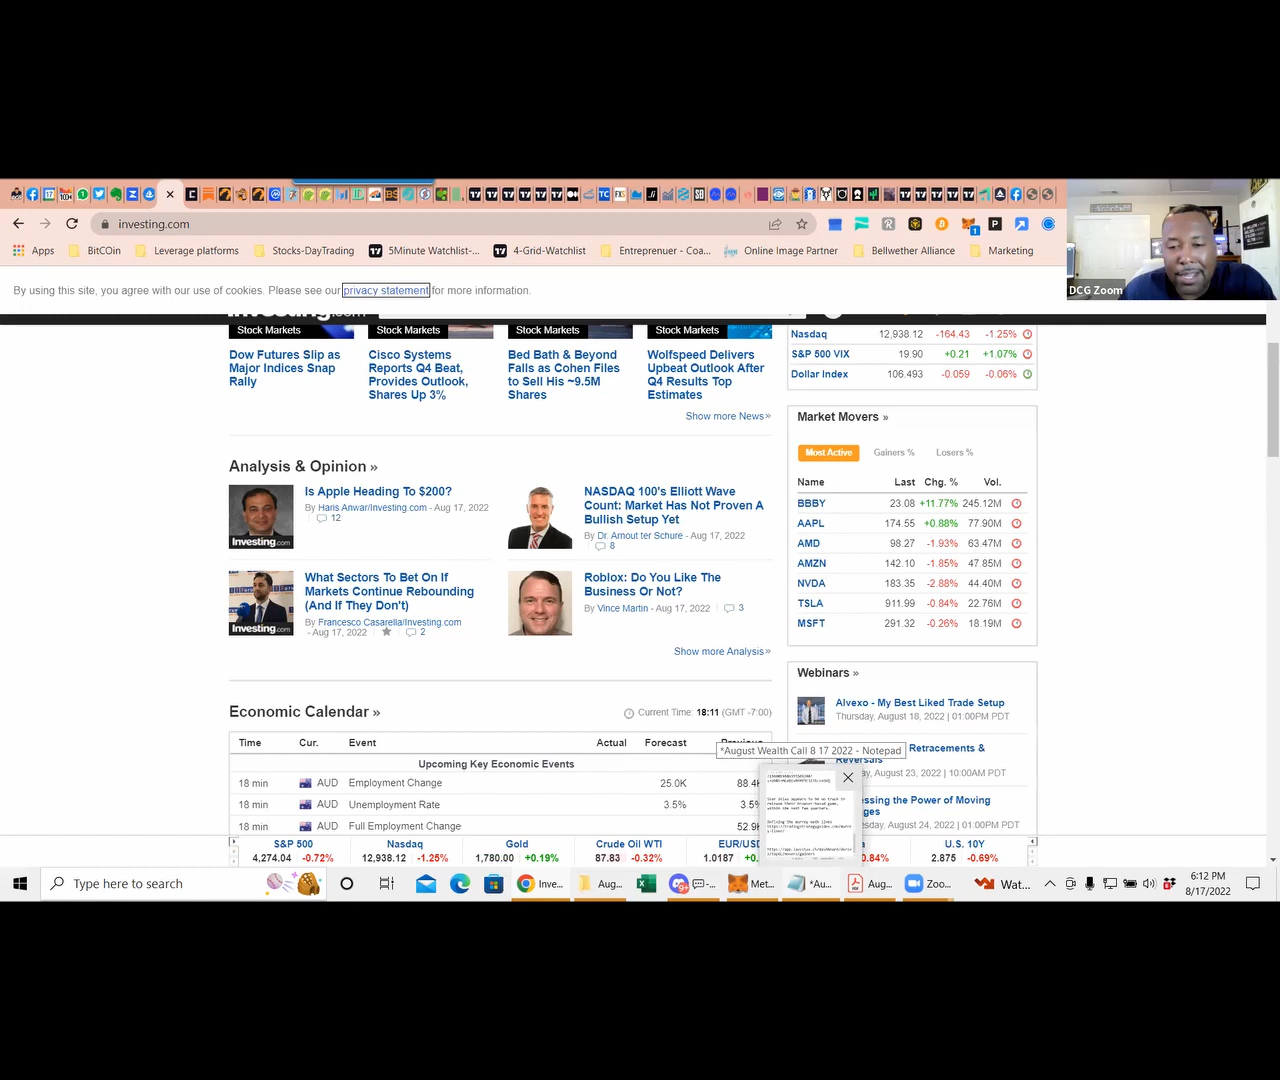 investing.com
Apps
BitCOin
Leverage platforms
Stocks-DayTrading
5Minute Watchlist-...
4-Grid-Watchlist
Entreprenuer - Coa...
Online Image Partner
Bellwether Alliance
Marketing
DCG Zoom
By using this site, you agree with our use of cookies. Please see our privacy statement for more information.
Stock Markets
Stock Markets
Stock Markets
Stock Markets
Dow Futures Slip as
Major Indices Snap
Rally
Cisco Systems
Reports Q4 Beat,
Provides Outlook,
Shares Up 3%
Bed Bath & Beyond
Falls as Cohen Files
to Sell His ~9.5M
Shares
Wolfspeed Delivers
Upbeat Outlook After
Q4 Results Top
Estimates
Show more News »
Nasdaq 12,938.12 -164.43 -1.25%
S&P 500 VIX 19.90 +0.21 +1.07%
Dollar Index 106.493 -0.059 -0.06%
Market Movers »
Most Active Gainers % Losers %
Name Last Chg. % Vol.
BBBY 23.08 +11.77% 245.12M
AAPL 174.55 +0.88% 77.90M
AMD 98.27 -1.93% 63.47M
AMZN 142.10 -1.85% 47.85M
NVDA 183.35 -2.88% 44.40M
TSLA 911.99 -0.84% 22.76M
MSFT 291.32 -0.26% 18.19M
Analysis & Opinion »
Investing.com
Is Apple Heading To $200?
By Haris Anwar/Investing.com - Aug 17, 2022
12
NASDAQ 100's Elliott Wave
Count: Market Has Not Proven A
Bullish Setup Yet
By Dr. Arnout ter Schure - Aug 17, 2022
8
Investing.com
What Sectors To Bet On If
Markets Continue Rebounding
(And If They Don't)
By Francesco Casarella/Investing.com
- Aug 17, 2022 2
Roblox: Do You Like The
Business Or Not?
By Vince Martin - Aug 17, 2022 3
Show more Analysis »
Webinars »
Alvexo - My Best Liked Trade Setup
Thursday, August 18, 2022 | 01:00PM PDT
Retracements &
Reversals
August 23, 2022 | 10:00AM PDT
essing the Power of Moving
ges
esday, August 24, 2022 | 01:00PM PDT
Economic Calendar »
Current Time: 18:11 (GMT -7:00)
Time Cur. Event Actual Forecast Previous
Upcoming Key Economic Events
18 min AUD Employment Change 25.0K 88.4K
18 min AUD Unemployment Rate 3.5% 3.5%
18 min AUD Full Employment Change 52.9K
*August Wealth Call 8 17 2022 - Notepad
S&P 500
4,274.04 -0.72%
Nasdaq
12,938.12 -1.25%
Gold
1,780.00 +0.19%
Crude Oil WTI
87.83 -0.32%
EUR/USD
1.0187
0.84%
U.S. 10Y
2.875 -0.69%
Type here to search
Inve...
Aug...
Met...
*Au...
Aug...
Zoo...
Wat...
6:12 PM
8/17/2022